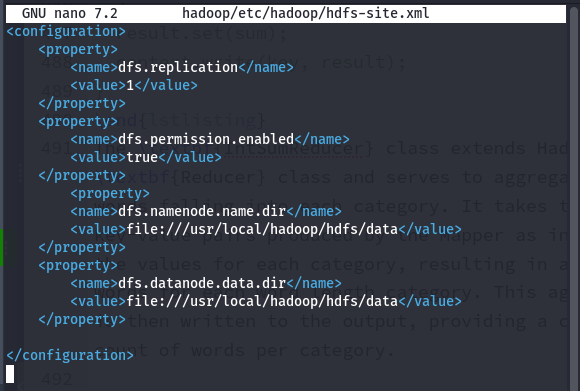 GNU nano 7.2 hadoop/etc/hadoop/hdfs-site.xml
<configuration>
    <property>
        <name>dfs.replication</name>
        <value>1</value>
    </property>
    <property>
        <name>dfs.permission.enabled</name>
        <value>true</value>
    </property>
        <property>
        <name>dfs.namenode.name.dir</name>
        <value>file:///usr/local/hadoop/hdfs/data</value>
    </property>
    <property>
        <name>dfs.datanode.data.dir</name>
        <value>file:///usr/local/hadoop/hdfs/data</value>
    </property>

</configuration>